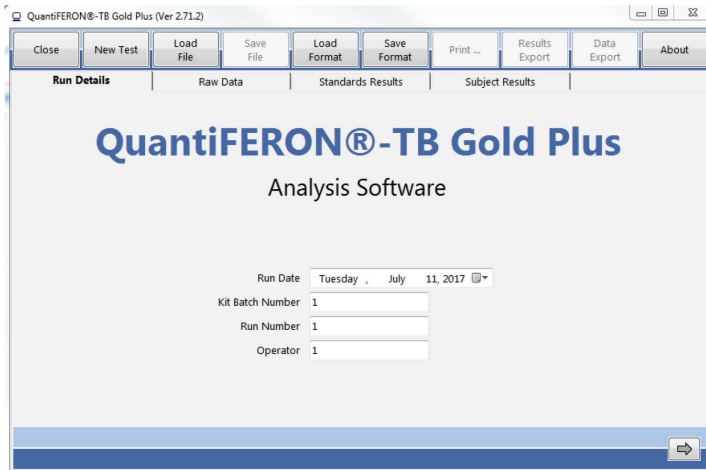 QuantiFERON®-TB Gold Plus (Ver 2.71.2)
Close New Test Load File Save File Load Format Save Format Print ... Results Export Data Export About
Run Details Raw Data Standards Results Subject Results
QuantiFERON®-TB Gold Plus
Analysis Software
Run Date Tuesday , July 11, 2017
Kit Batch Number 1
Run Number 1
Operator 1